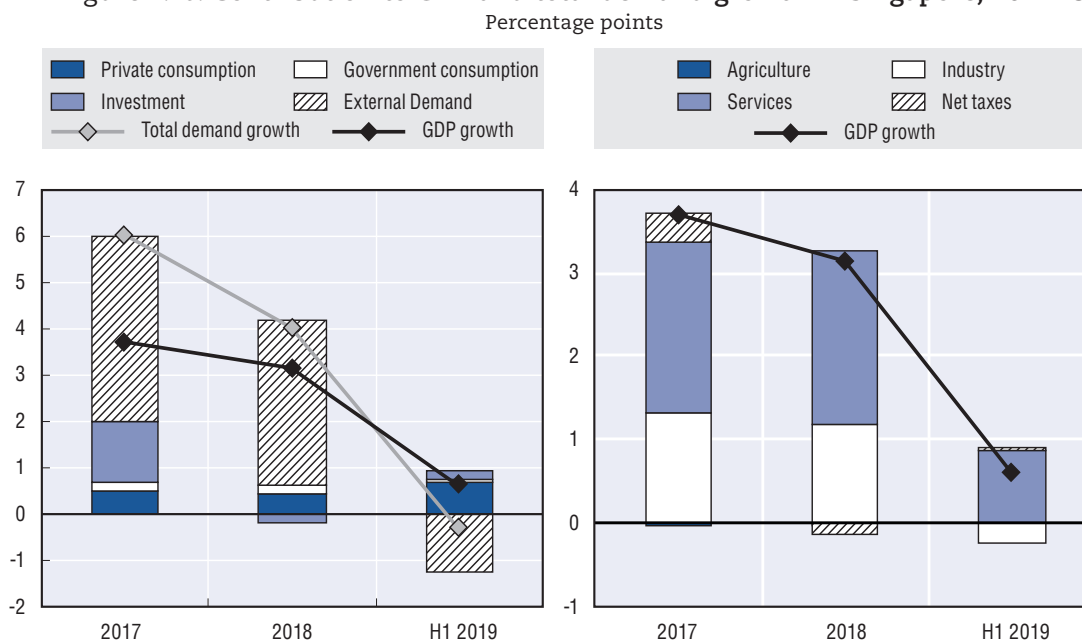 Percentage points
Private consumption
Government consumption
Investment
External Demand
Total demand growth
GDP growth
7
6
5
4
3
2
1
0
-1
-2
2017
2018
H1 2019
Agriculture
Industry
Services
Net taxes
GDP growth
4
3
2
1
0
-1
2017
2018
H1 2019